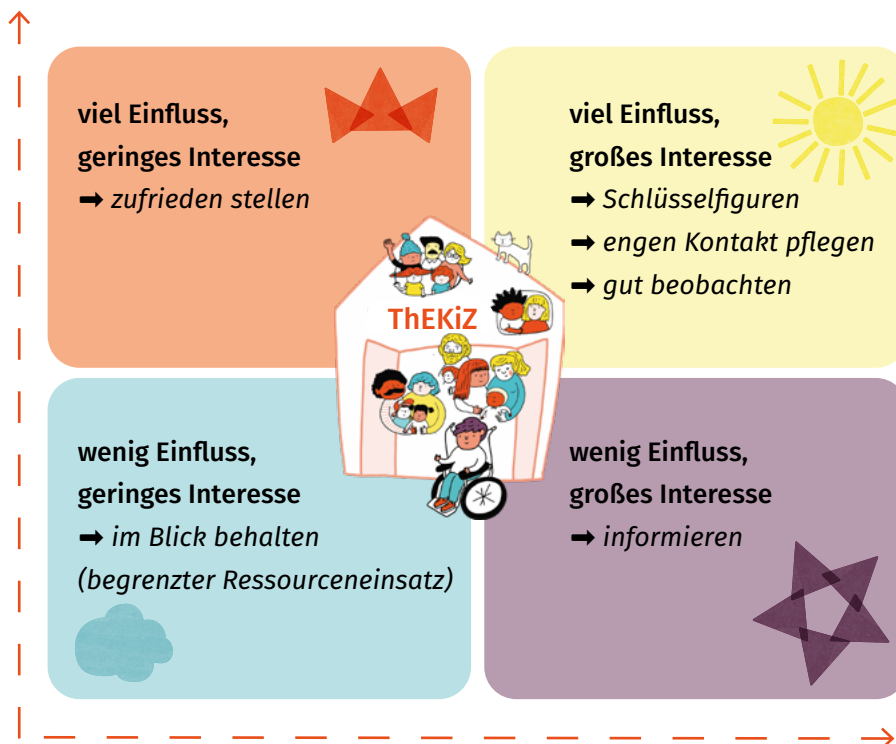 viel Einfluss,
geringes Interesse
➡ zufrieden stellen
viel Einfluss,
großes Interesse
➡ Schlüsselfiguren
➡ engen Kontakt pflegen
➡ gut beobachten
ThEKiZ
wenig Einfluss,
geringes Interesse
➡ im Blick behalten
(begrenzter Ressourceneinsatz)
wenig Einfluss,
großes Interesse
➡ informieren